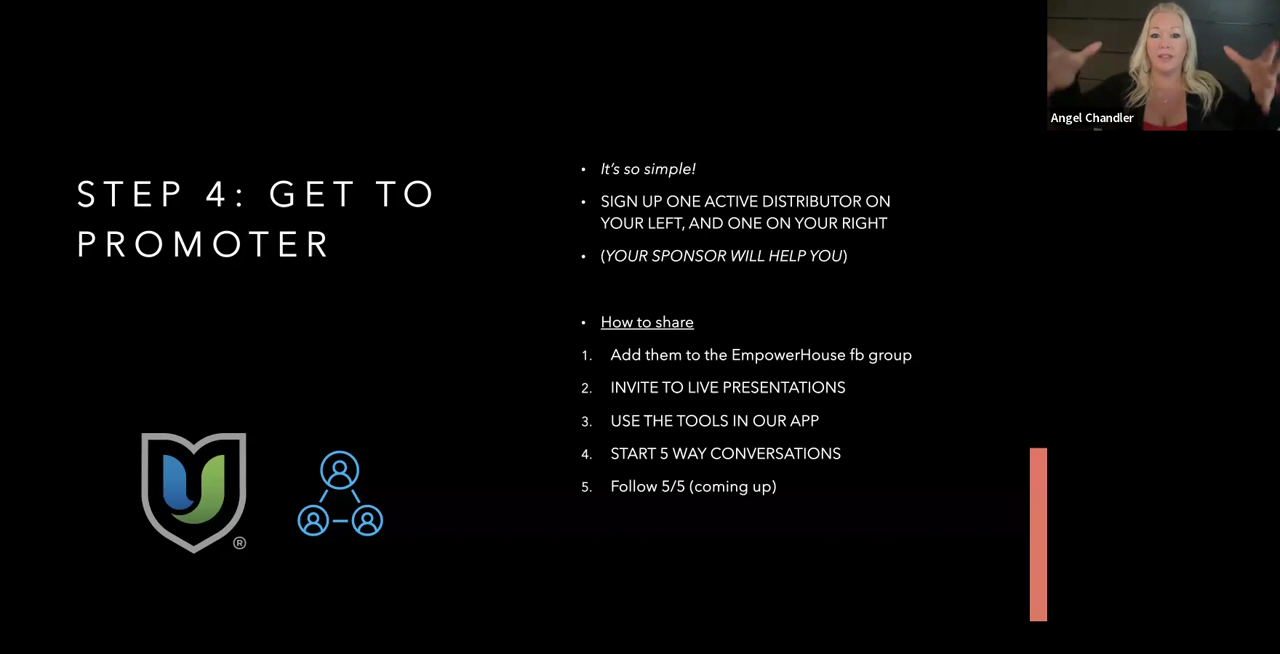 Angel Chandler
STEP 4: GET TO
PROMOTER
• It's so simple!
• SIGN UP ONE ACTIVE DISTRIBUTOR ON
YOUR LEFT, AND ONE ON YOUR RIGHT
• (YOUR SPONSOR WILL HELP YOU)
• How to share
1. Add them to the EmpowerHouse fb group
2. INVITE TO LIVE PRESENTATIONS
3. USE THE TOOLS IN OUR APP
4. START 5 WAY CONVERSATIONS
5. Follow 5/5 (coming up)
®